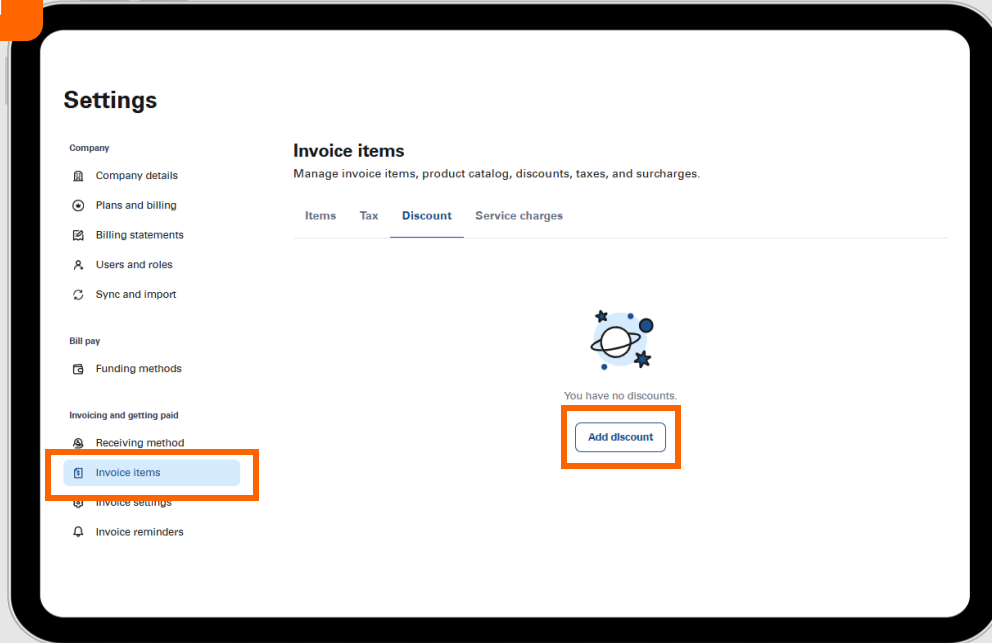 Settings
Company
Company details
Plans and billing
Billing statements
Users and roles
Sync and import
Bill pay
Funding methods
Invoicing and getting paid
Receiving method
Invoice items
Invoice settings
Invoice reminders
Invoice items
Manage invoice items, product catalog, discounts, taxes, and surcharges.
Items Tax Discount Service charges
You have no discounts.
Add discount